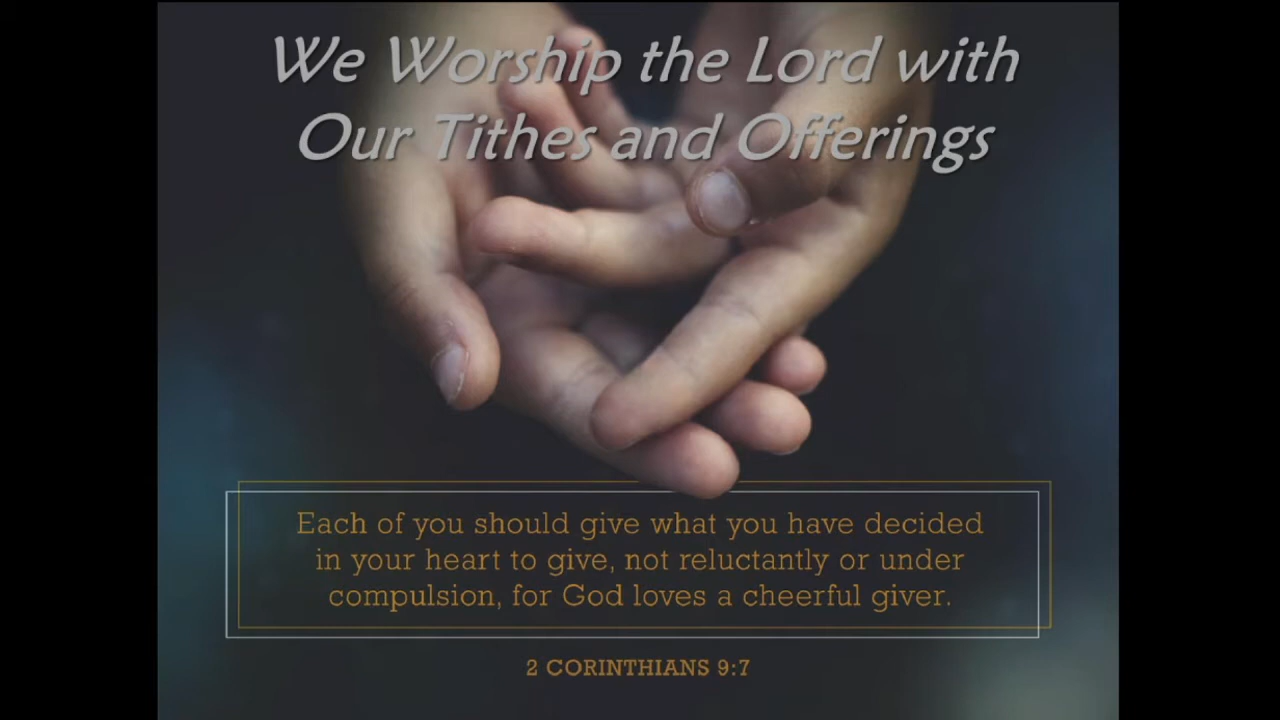 We Worship the Lord with
Our Tithes and Offerings
Each of you should give what you have decided
in your heart to give, not reluctantly or under
compulsion, for God loves a cheerful giver.
2 CORINTHIANS 9:7